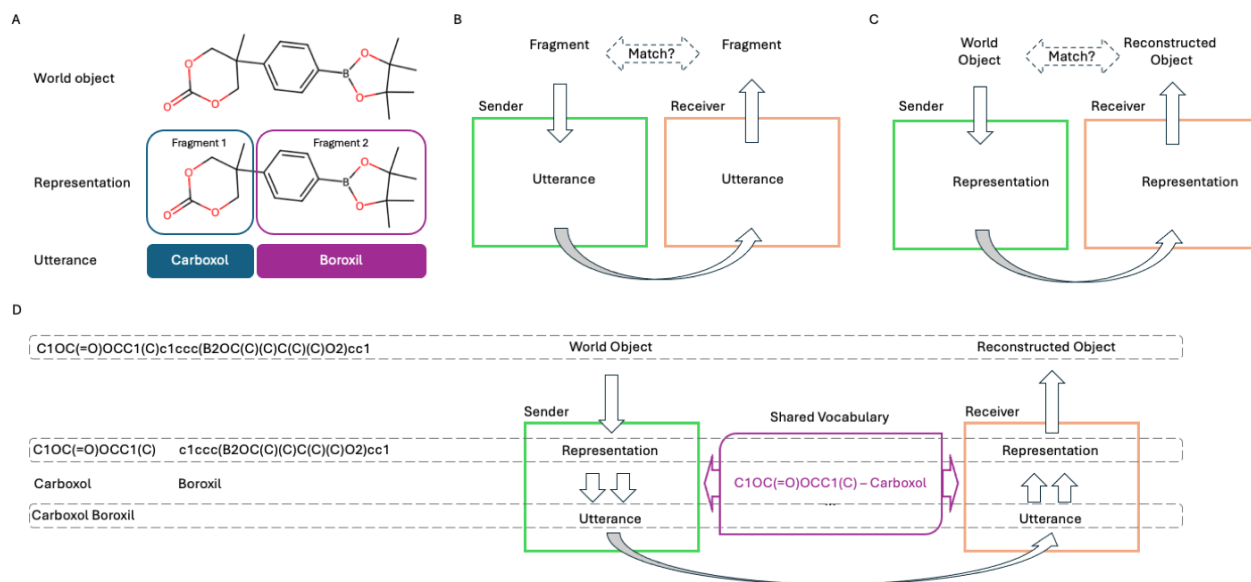 A
World object
O
O
O
B
O
O
Representation
Fragment 1
Fragment 2
O
O
O
B
O
O
Utterance
Carboxol
Boroxil
B
Fragment
Match?
Fragment
Sender
Receiver
Utterance
Utterance
C
World
Object
Match?
Reconstructed
Object
Sender
Receiver
Representation
Representation
D
C1OC(=O)OCC1(C)c1ccc(B2OC(C)(C)C(C)(C)O2)cc1
World Object
Reconstructed Object
Sender
Shared Vocabulary
Receiver
C1OC(=O)OCC1(C)
c1ccc(B2OC(C)(C)C(C)(C)O2)cc1
Representation
Representation
Carboxol
Boroxil
C1OC(=O)OCC1(C) – Carboxol
...
Carboxol Boroxil
Utterance
Utterance